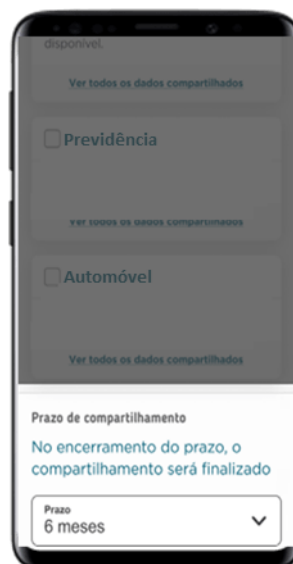 disponível.
Ver todos os dados compartilhados
Previdência
Ver todos os dados compartilhados
Automóvel
Ver todos os dados compartilhados
Prazo de compartilhamento
No encerramento do prazo, o
compartilhamento será finalizado
Prazo
6 meses